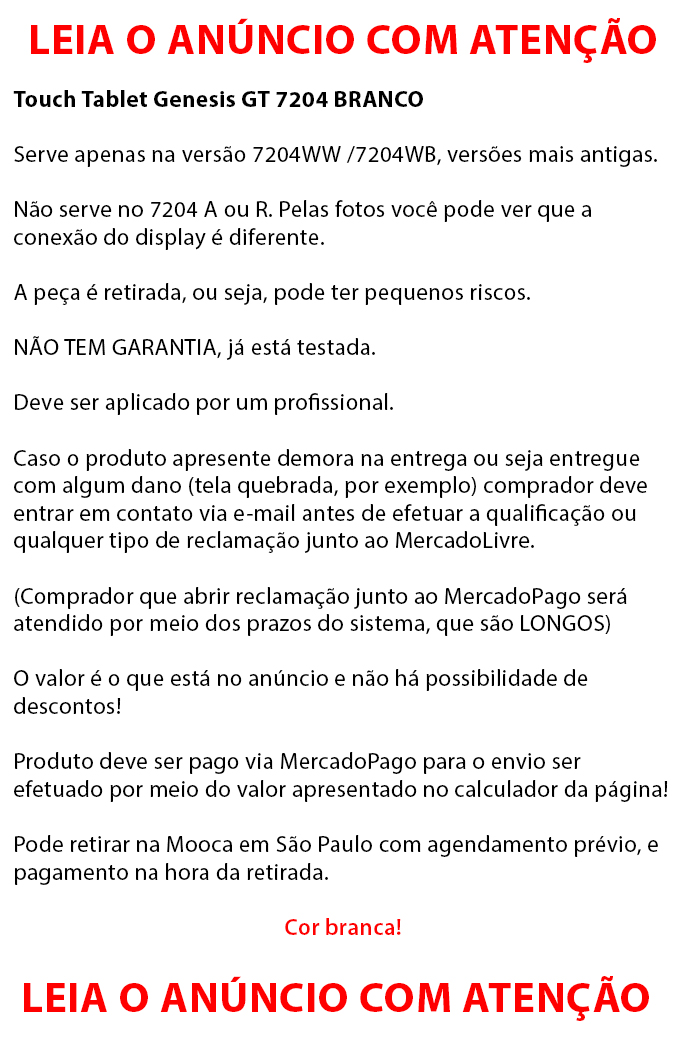 LEIA O ANÚNCIO COM ATENÇÃO
Touch Tablet Genesis GT 7204 BRANCO
Serve apenas na versão 7204WW /7204WB, versões mais antigas.
Não serve no 7204 A ou R. Pelas fotos você pode ver que a
conexão do display é diferente.
A peça é retirada, ou seja, pode ter pequenos riscos.
NÃO TEM GARANTIA, já está testada.
Deve ser aplicado por um profissional.
Caso o produto apresente demora na entrega ou seja entregue
com algum dano (tela quebrada, por exemplo) comprador deve
entrar em contato via e-mail antes de efetuar a qualificação ou
qualquer tipo de reclamação junto ao MercadoLivre.
(Comprador que abrir reclamação junto ao MercadoPago será
atendido por meio dos prazos do sistema, que são LONGOS)
O valor é o que está no anúncio e não há possibilidade de
descontos!
Produto deve ser pago via MercadoPago para o envio ser
efetuado por meio do valor apresentado no calculador da página!
Pode retirar na Mooca em São Paulo com agendamento prévio, e
pagamento na hora da retirada.
Cor branca!
LEIA O ANÚNCIO COM ATENÇÃO